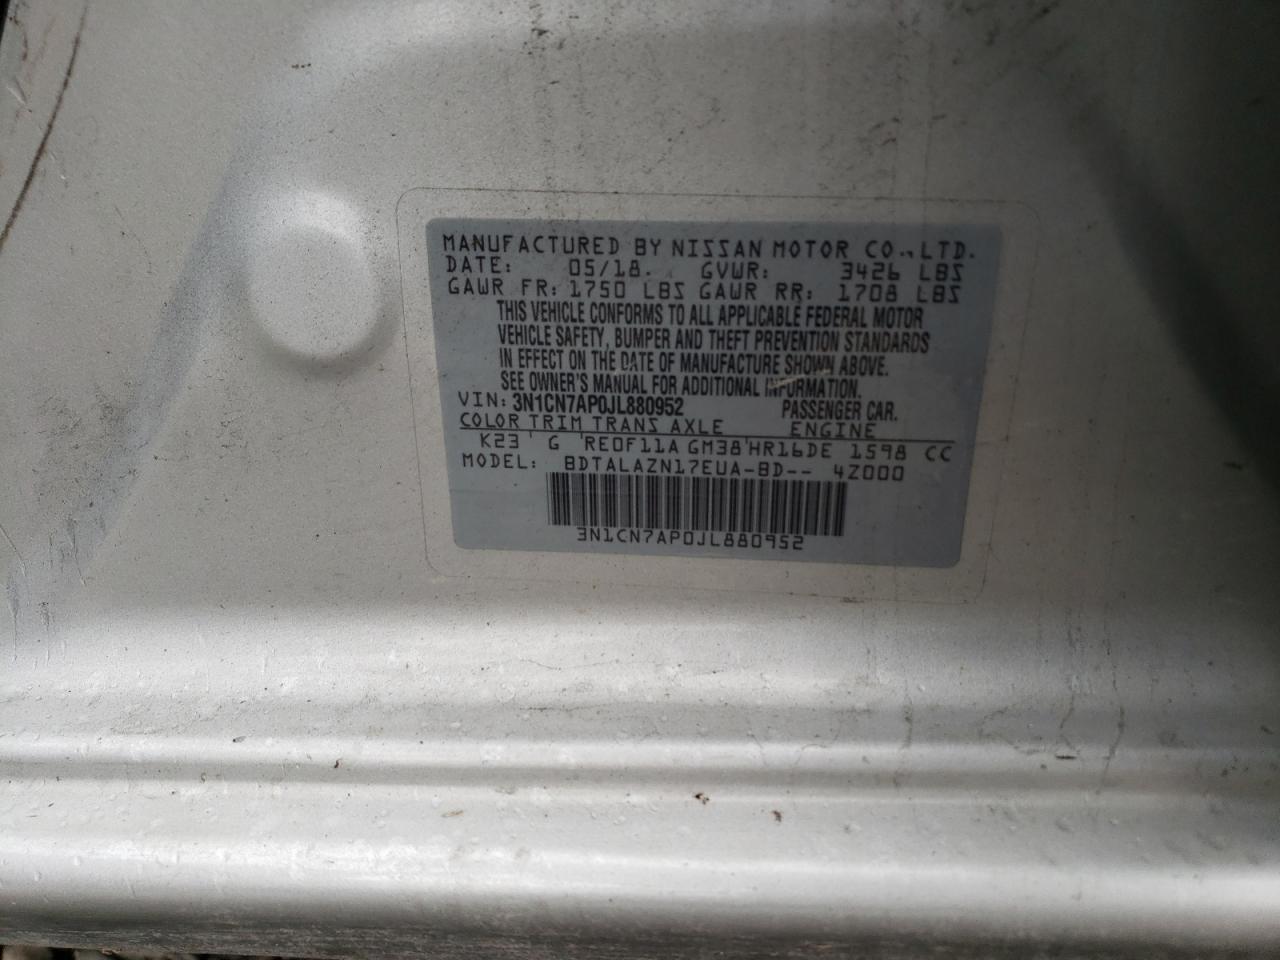 MANUFACTURED BY NISSAN MOTOR CO., LTD.
DATE: 05/18. GVWR: 3426 LBS
GAWR FR: 1750 LBS GAWR RR: 1708 LBS
THIS VEHICLE CONFORMS TO ALL APPLICABLE FEDERAL MOTOR
VEHICLE SAFETY, BUMPER AND THEFT PREVENTION STANDARDS
IN EFFECT ON THE DATE OF MANUFACTURE SHOWN ABOVE.
SEE OWNER'S MANUAL FOR ADDITIONAL INFORMATION.
VIN: 3N1CN7AP0JL880952 PASSENGER CAR.
COLOR TRIM TRANS AXLE ENGINE
K23 ' G ' RE0F11A GM38 ' HR16DE 1598 CC
MODEL: BDTALAZN17EUA-BD-- 4Z000
3N1CN7AP0JL880952